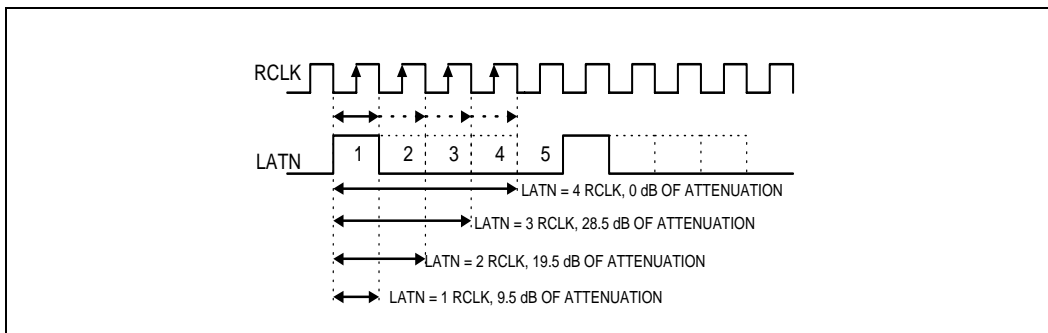 RCLK
LATN
1 2 3 4 5
LATN = 4 RCLK, 0 dB OF ATTENUATION
LATN = 3 RCLK, 28.5 dB OF ATTENUATION
LATN = 2 RCLK, 19.5 dB OF ATTENUATION
LATN = 1 RCLK, 9.5 dB OF ATTENUATION